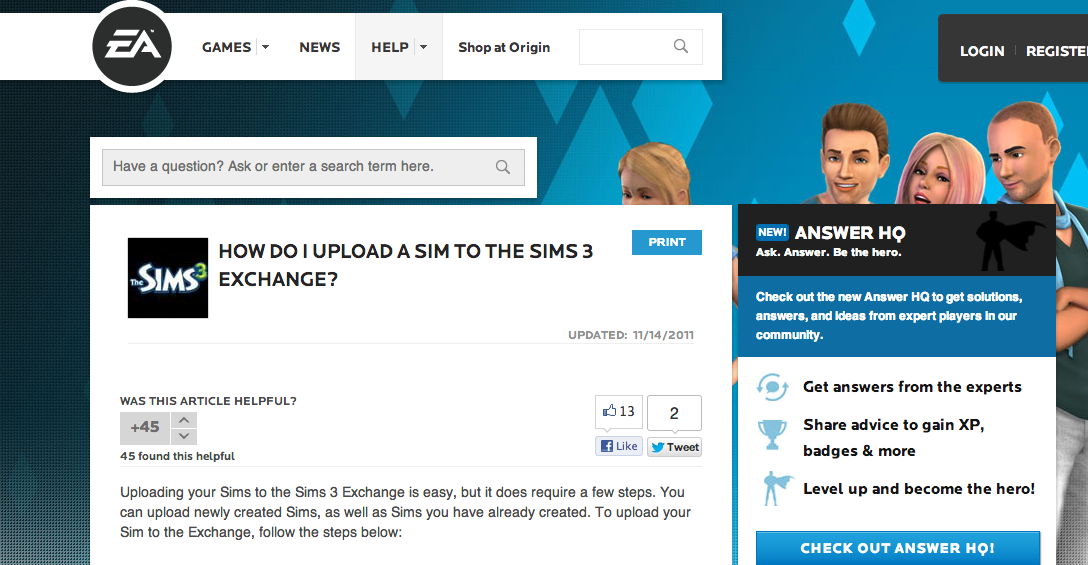 EA
GAMES
NEWS
HELP
Shop at Origin
LOGIN
REGISTER
Have a question? Ask or enter a search term here.
The SIMS 3
HOW DO I UPLOAD A SIM TO THE SIMS 3
EXCHANGE?
PRINT
UPDATED: 11/14/2011
WAS THIS ARTICLE HELPFUL?
+45
45 found this helpful
13
Like
2
Tweet
Uploading your Sims to the Sims 3 Exchange is easy, but it does require a few steps. You
can upload newly created Sims, as well as Sims you have already created. To upload your
Sim to the Exchange, follow the steps below:
NEW! ANSWER HQ
Ask. Answer. Be the hero.
Check out the new Answer HQ to get solutions,
answers, and ideas from expert players in our
community.
Get answers from the experts
Share advice to gain XP,
badges & more
Level up and become the hero!
CHECK OUT ANSWER HQ!